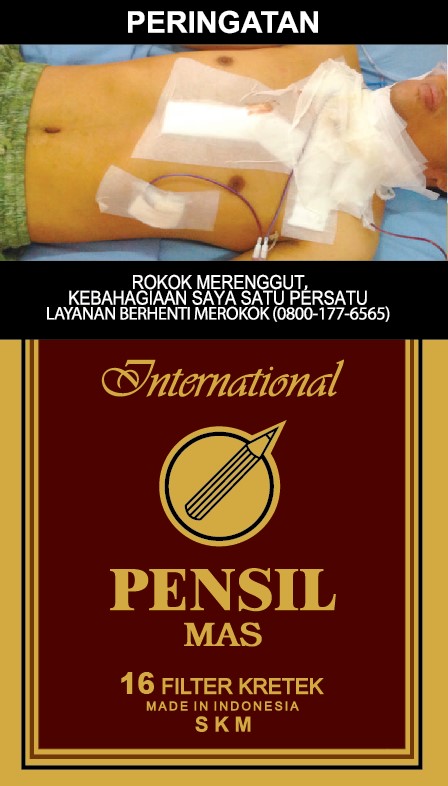 PERINGATAN
ROKOK MERENGGUT,
KEBAHAGIAAN SAYA SATU PERSATU
LAYANAN BERHENTI MEROKOK (0800-177-6565)
International
PENSIL
MAS
16 FILTER KRETEK
MADE IN INDONESIA
SKM